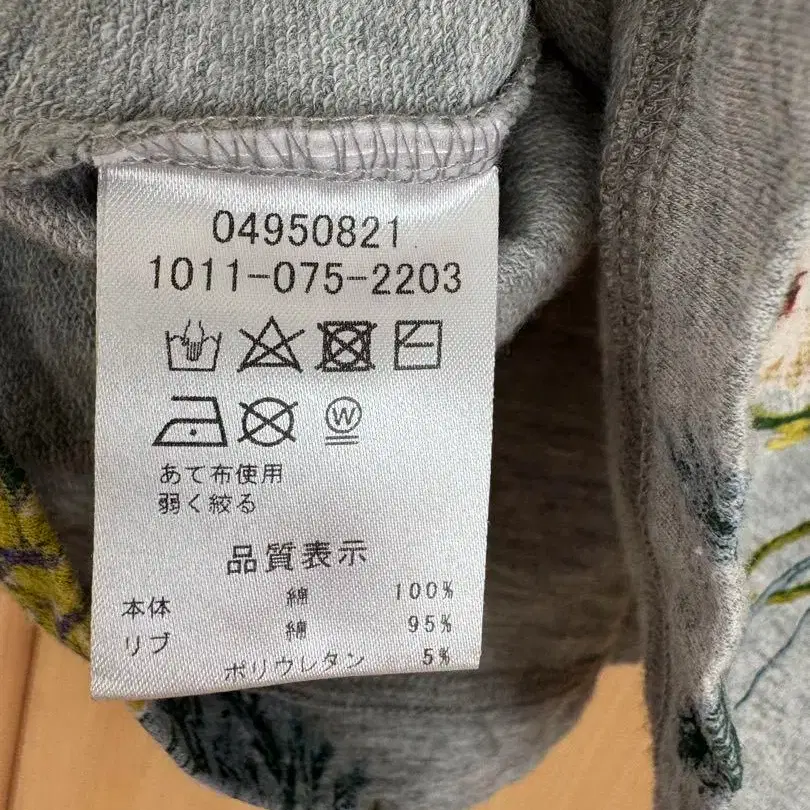 04950821
1011-075-2203
W
あて布使用
弱く絞る
品質表示
本体 綿 100%
リブ 綿 95%
ポリウレタン 5%